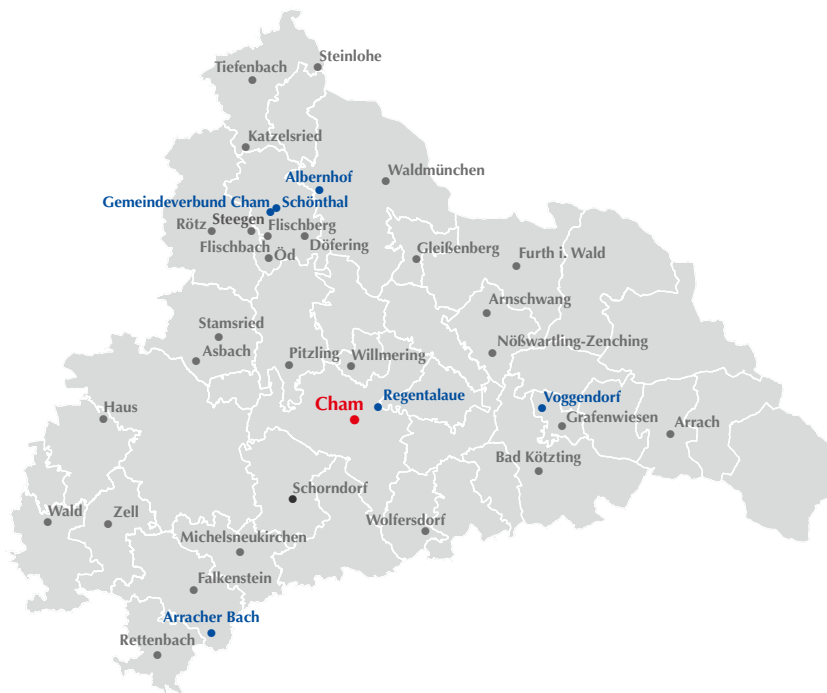 Steinlohe
Tiefenbach
Katzelsried
Albernhof
Waldmünchen
Gemeindeverbund Cham
Schönthal
Rötz
Steegen
Flischberg
Flischbach
Öd
Döfering
Gleißenberg
Furth i. Wald
Arnschwang
Stamsried
Asbach
Pitzling
Willmering
Nößwartling-Zenching
Haus
Cham
Regentalaue
Voggendorf
Grafenwiesen
Arrach
Bad Kötzting
Schorndorf
Wald
Zell
Wolfersdorf
Michelsneukirchen
Falkenstein
Arracher Bach
Rettenbach